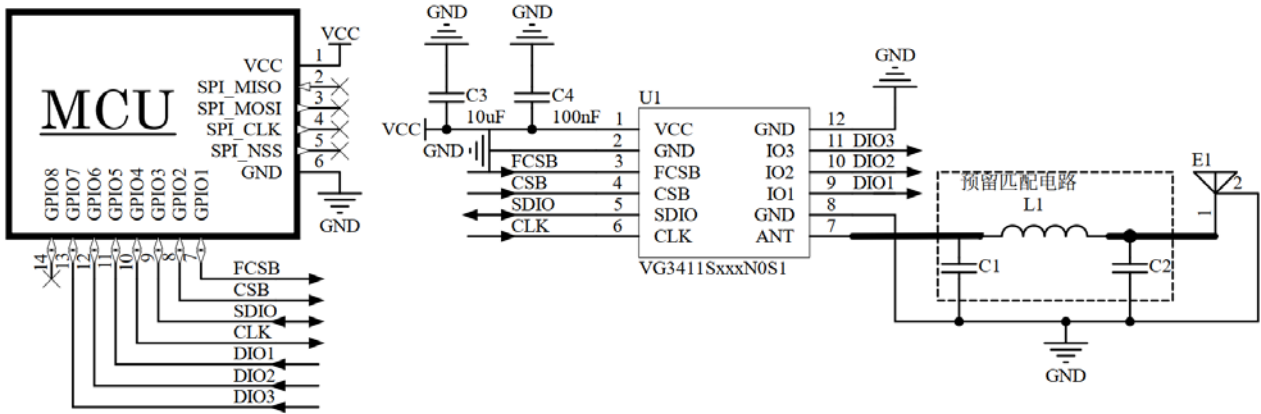 MCU
VCC
1
VCC
SPI_MISO
2
SPI_MOSI
3
SPI_CLK
4
SPI_NSS
5
GND
6
GND
GPIO8
GPIO7
GPIO6
GPIO5
GPIO4
GPIO3
GPIO2
GPIO1
14
13
12
11
10
9
8
7
FCSB
CSB
SDIO
CLK
DIO1
DIO2
DIO3
GND
GND
C3
C4
10uF
100nF
VCC
GND
FCSB
CSB
SDIO
CLK
U1
1 VCC
2 GND
3 FCSB
4 CSB
5 SDIO
6 CLK
GND 12
IO3 11 DIO3
IO2 10 DIO2
IO1 9 DIO1
GND 8
ANT 7
VG3411SxxxN0S1
GND
预留匹配电路
L1
C1
C2
E1
2
1
GND